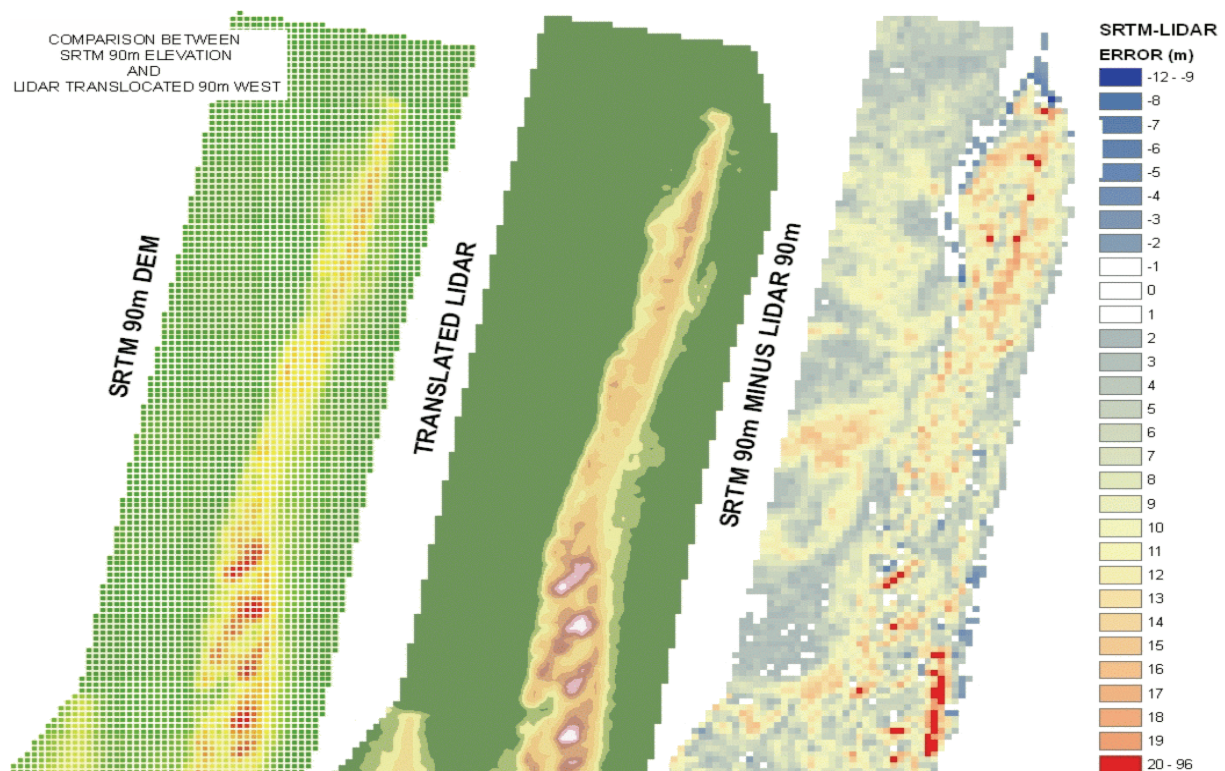 COMPARISON BETWEEN
SRTM 90m ELEVATION
AND
LIDAR TRANSLOCATED 90m WEST
SRTM 90m DEM
TRANSLATED LIDAR
SRTM 90m MINUS LIDAR 90m
SRTM-LIDAR
ERROR (m)
-12 - -9
-8
-7
-6
-5
-4
-3
-2
-1
0
1
2
3
4
5
6
7
8
9
10
11
12
13
14
15
16
17
18
19
20 - 96